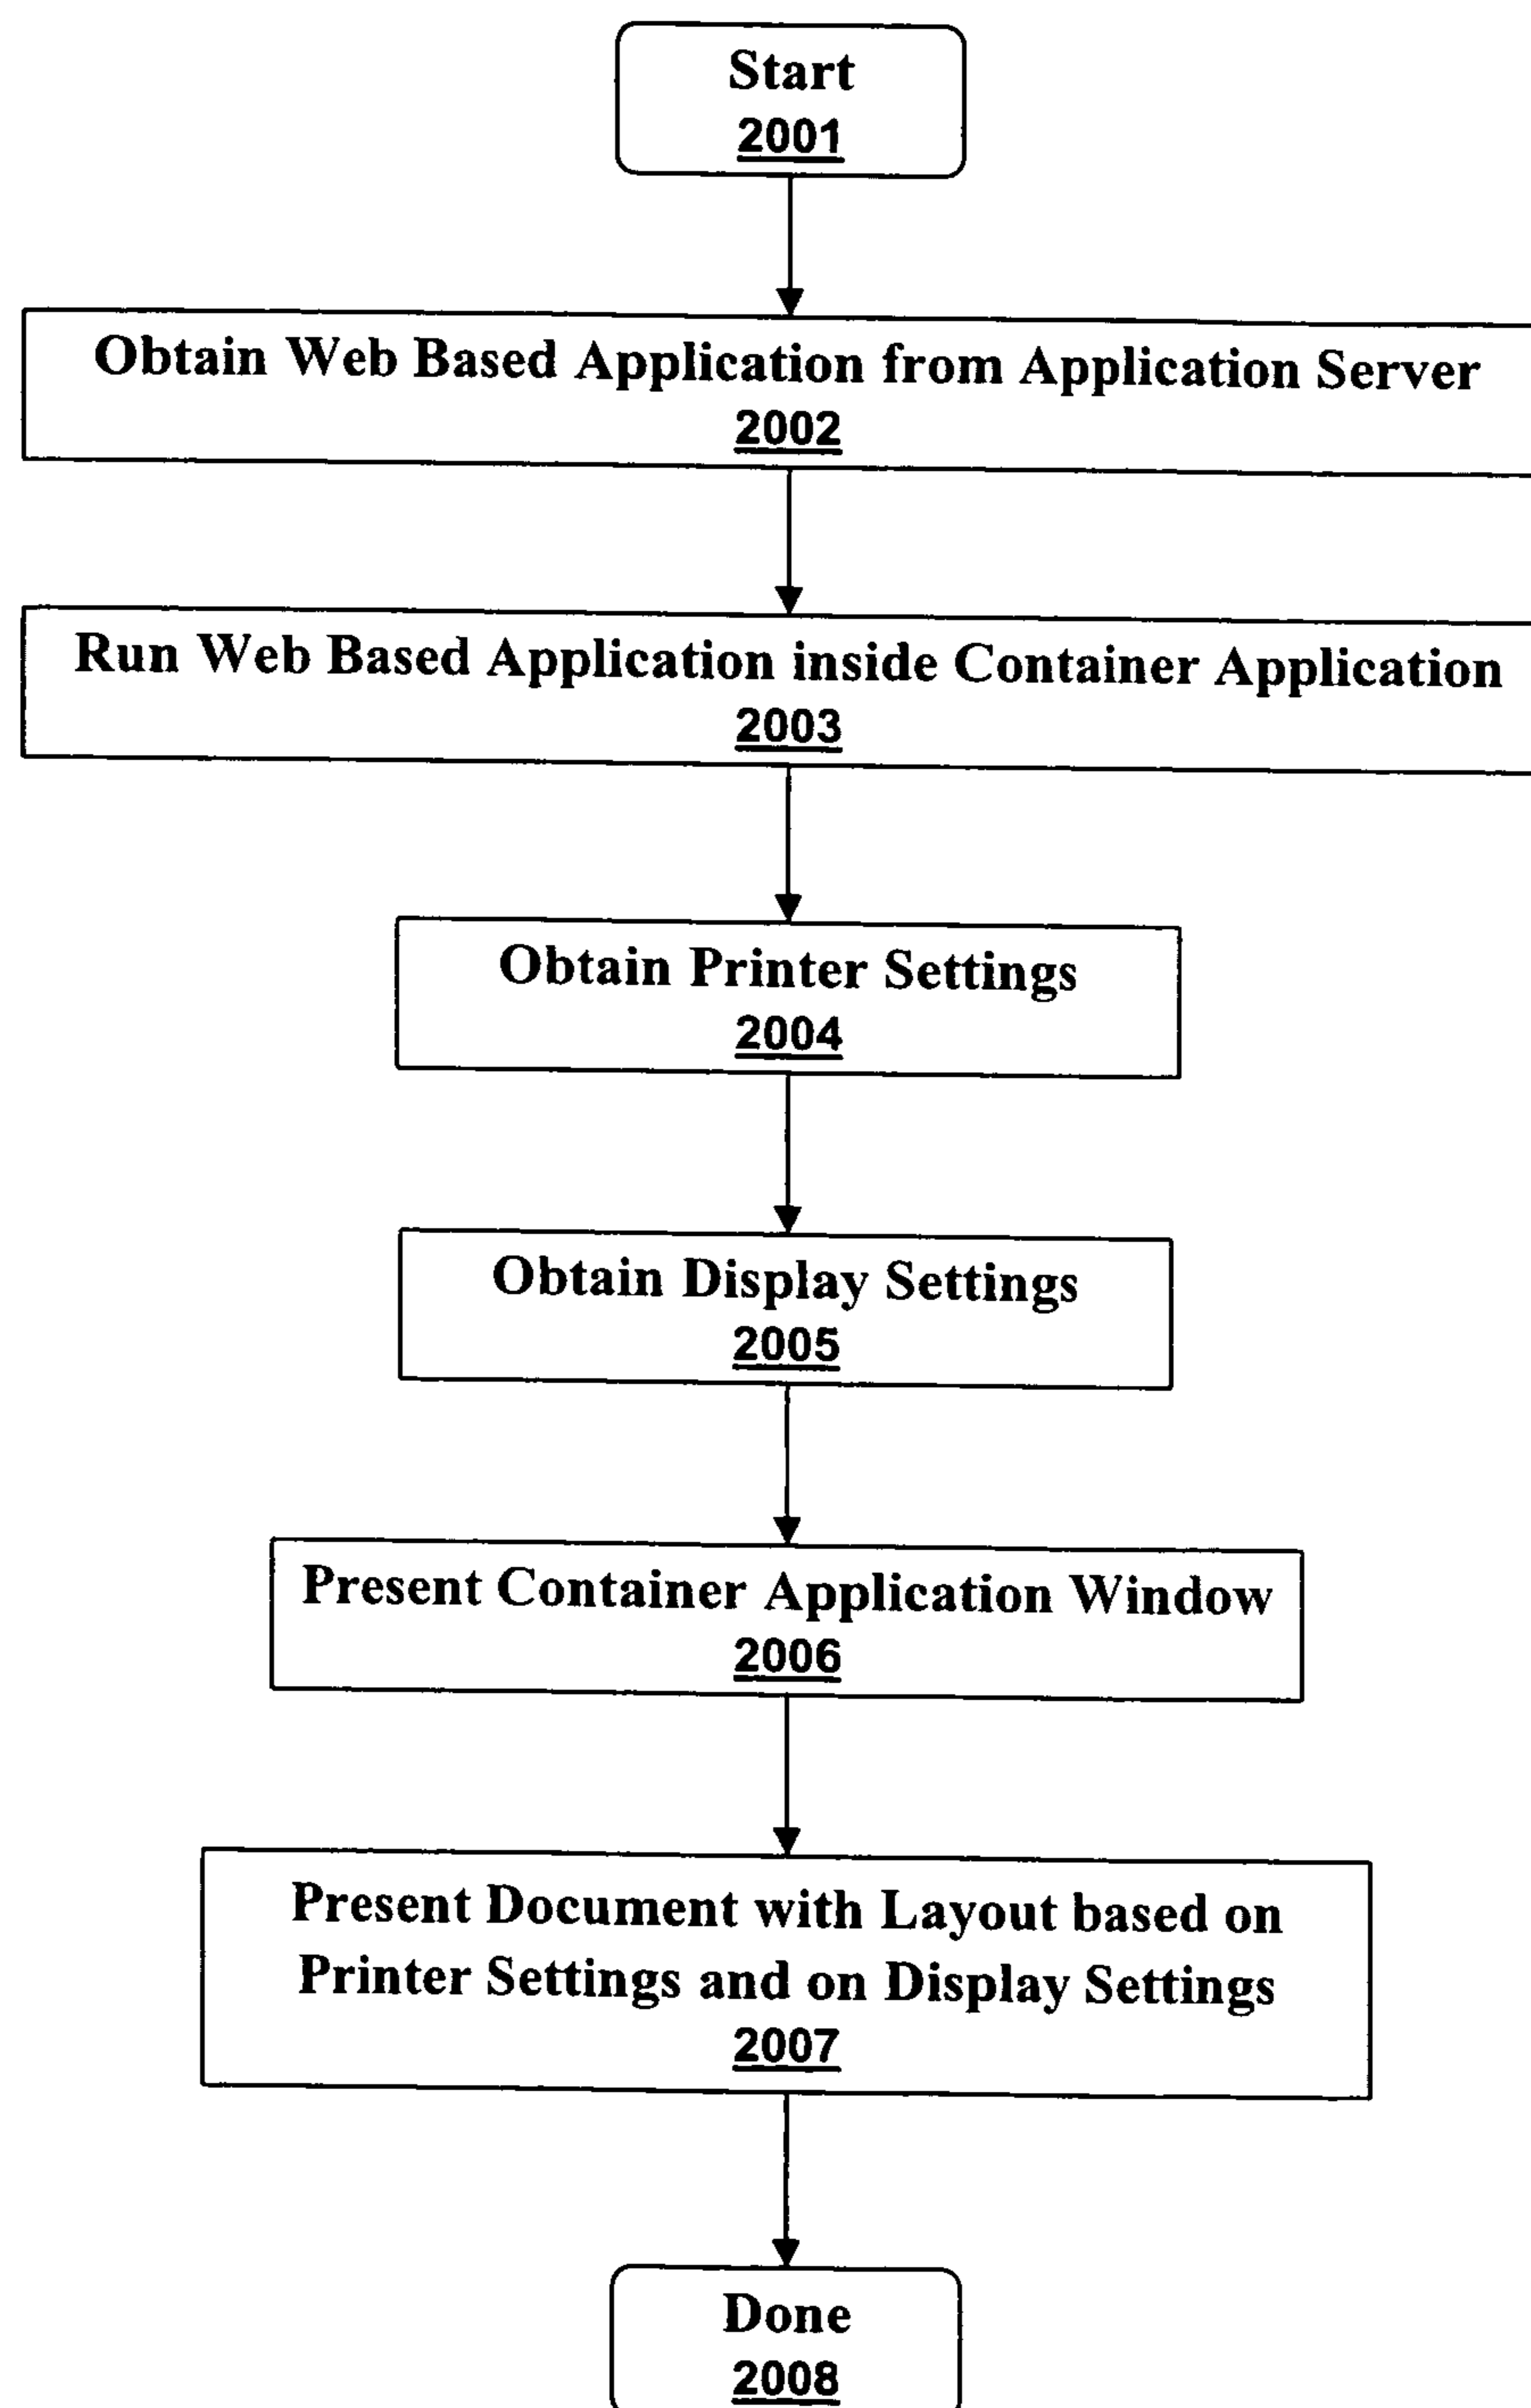 Start
2001
Obtain Web Based Application from Application Server
2002
Run Web Based Application inside Container Application
2003
Obtain Printer Settings
2004
Obtain Display Settings
2005
Present Container Application Window
2006
Present Document with Layout based on
Printer Settings and on Display Settings
2007
Done
2008